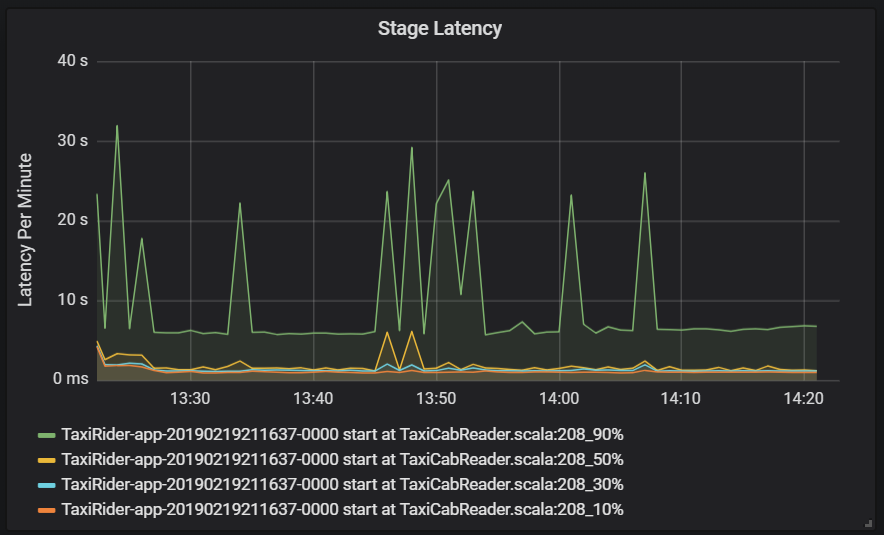 Stage Latency
40 s
30 s
20 s
10 s
0 ms
Latency Per Minute
13:30 13:40 13:50 14:00 14:10 14:20
TaxiRider-app-20190219211637-0000 start at TaxiCabReader.scala:208_90%
TaxiRider-app-20190219211637-0000 start at TaxiCabReader.scala:208_50%
TaxiRider-app-20190219211637-0000 start at TaxiCabReader.scala:208_30%
TaxiRider-app-20190219211637-0000 start at TaxiCabReader.scala:208_10%